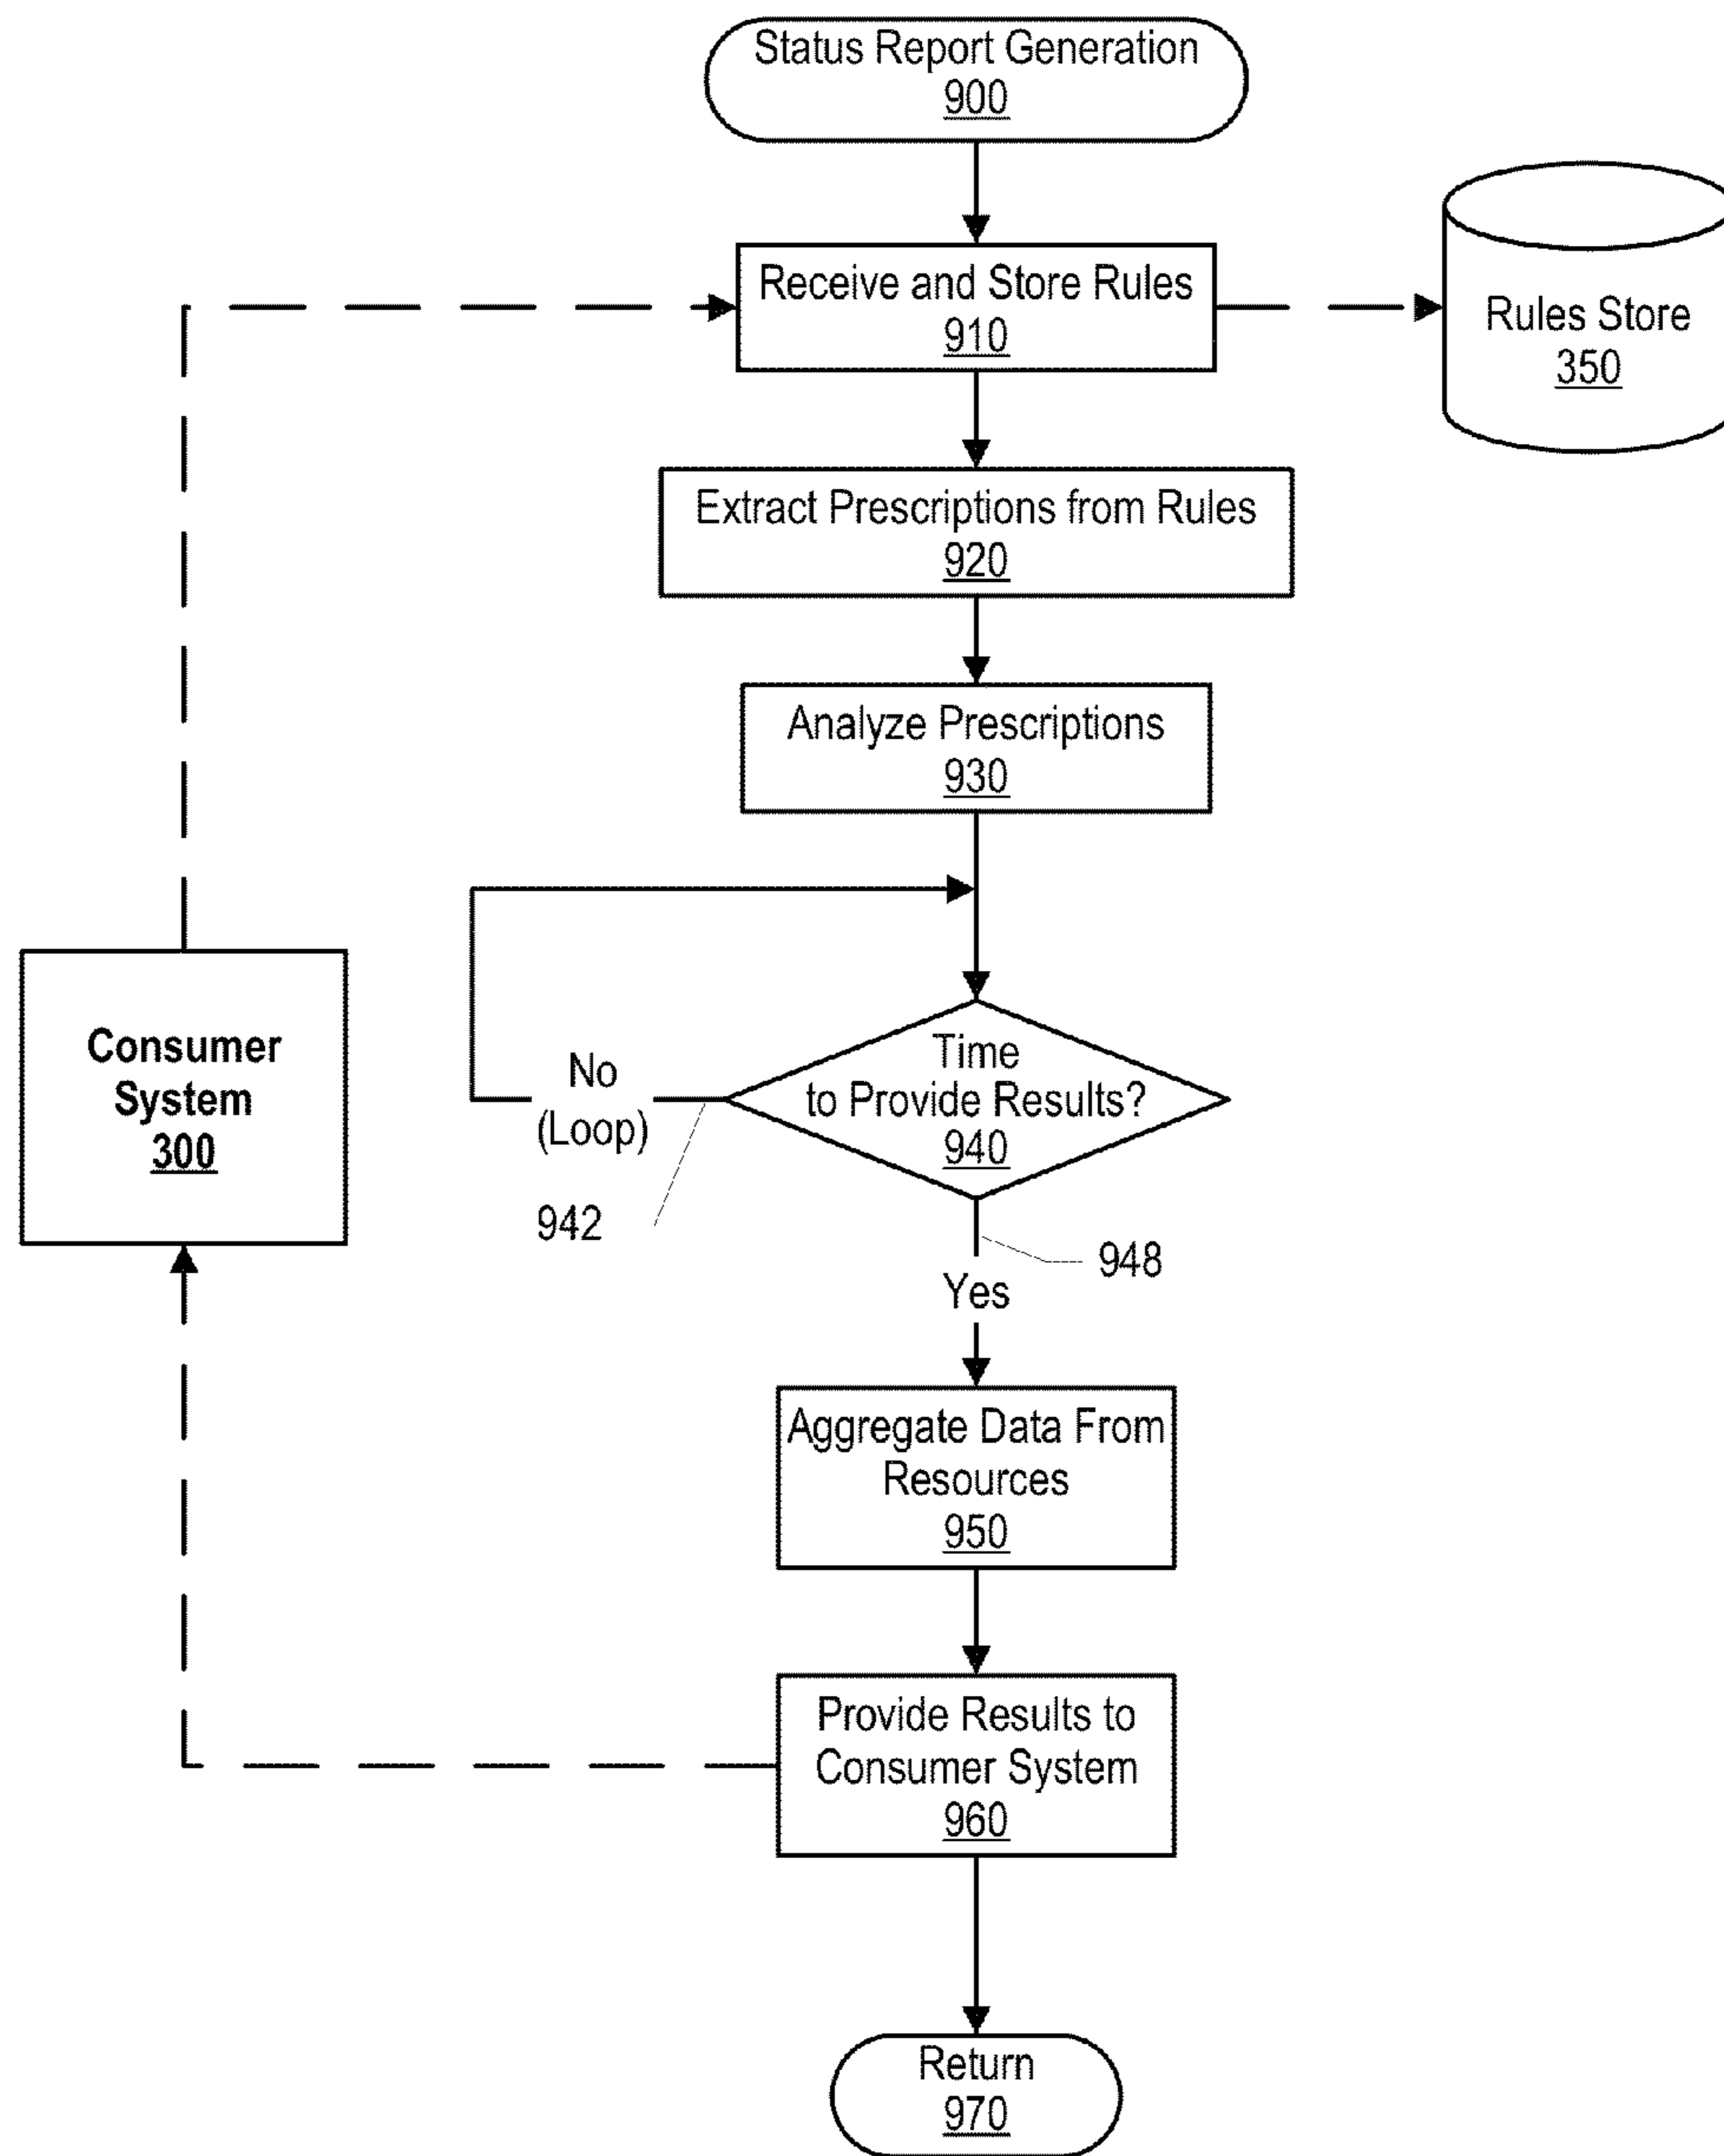 Status Report Generation
900
Receive and Store Rules
910
Rules Store
350
Extract Prescriptions from Rules
920
Analyze Prescriptions
930
Consumer
System
300
No
(Loop)
942
Time
to Provide Results?
940
948
Yes
Aggregate Data From
Resources
950
Provide Results to
Consumer System
960
Return
970